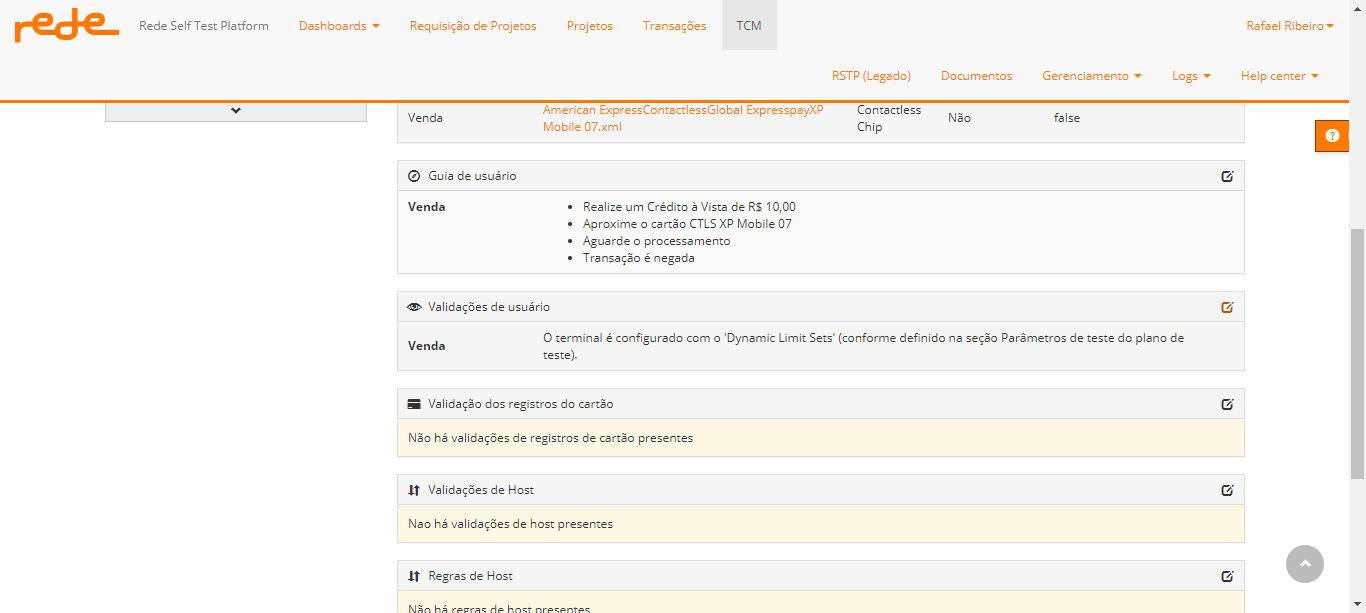 rede Rede Self Test Platform Dashboards Requisição de Projetos Projetos Transações TCM Rafael Ribeiro
RSTP (Legado) Documentos Gerenciamento Logs Help center
Venda American ExpressContactlessGlobal ExpresspayXP Contactless Não false
Mobile 07.xml Chip
Guia de usuário
Venda
Realize um Crédito à Vista de R$ 10,00
Aproxime o cartão CTLS XP Mobile 07
Aguarde o processamento
Transação é negada
Validações de usuário
Venda
O terminal é configurado com o 'Dynamic Limit Sets' (conforme definido na seção Parâmetros de teste do plano de
teste).
Validação dos registros do cartão
Não há validações de registros de cartão presentes
Validações de Host
Nao há validações de host presentes
Regras de Host
Não há regras de host presentes